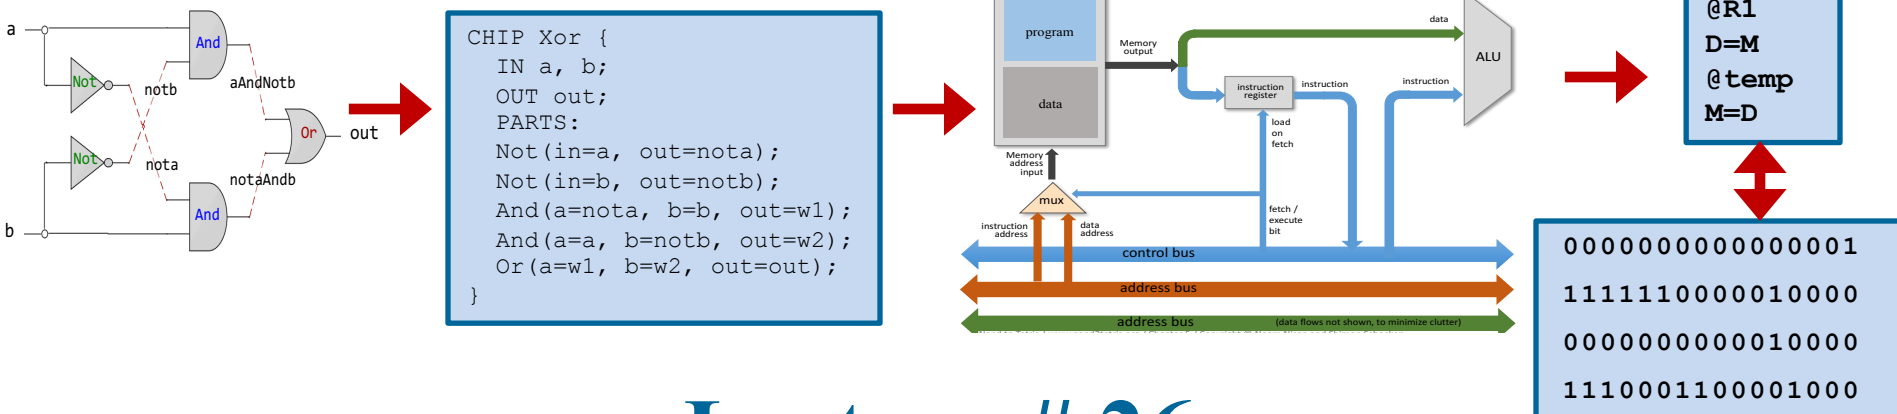 a
b
Not
Not
And
And
notb
nota
aAndNotb
notaAndb
Or
out
CHIP Xor {
IN a, b;
OUT out;
PARTS:
Not(in=a, out=nota);
Not(in=b, out=notb);
And(a=nota, b=b, out=w1);
And(a=a, b=notb, out=w2);
Or(a=w1, b=w2, out=out);
}
program
data
Memory
output
data
ALU
instruction
register
instruction
instruction
load
on
fetch
Memory
address
input
mux
instruction
address
data
address
fetch /
execute
bit
control bus
address bus
address bus
(data flows not shown, to minimize clutter)
@R1
D=M
@temp
M=D
0000000000000001
1111110000010000
0000000000010000
1110001100001000